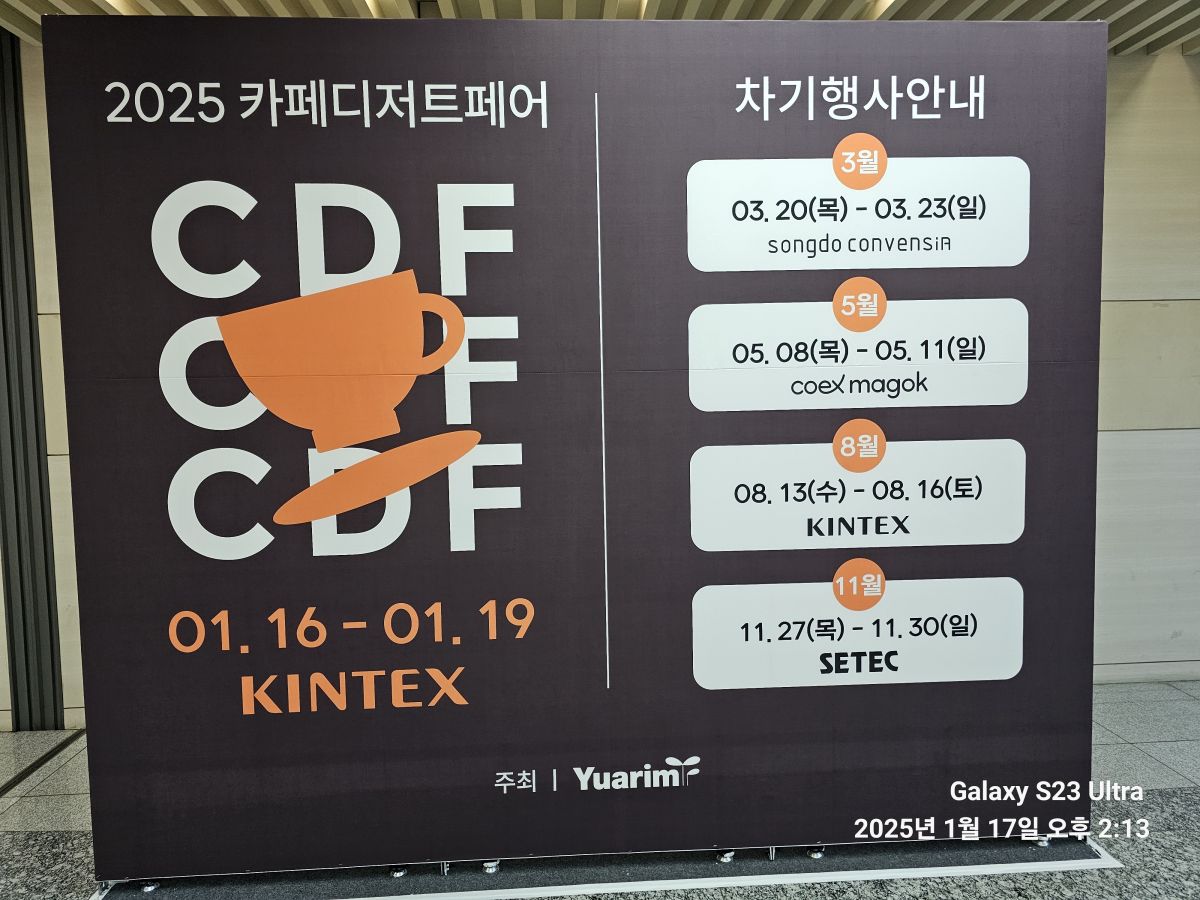 2025 카페디저트페어
CDF
CDF
CDF
01. 16 - 01. 19
KINTEX
차기행사안내
3월
03. 20(목) - 03. 23(일)
songdo convensia
5월
05. 08(목) - 05. 11(일)
coex magok
8월
08. 13(수) - 08. 16(토)
KINTEX
11월
11. 27(목) - 11. 30(일)
SETEC
주최 | Yuarim
Galaxy S23 Ultra
2025년 1월 17일 오후 2:13